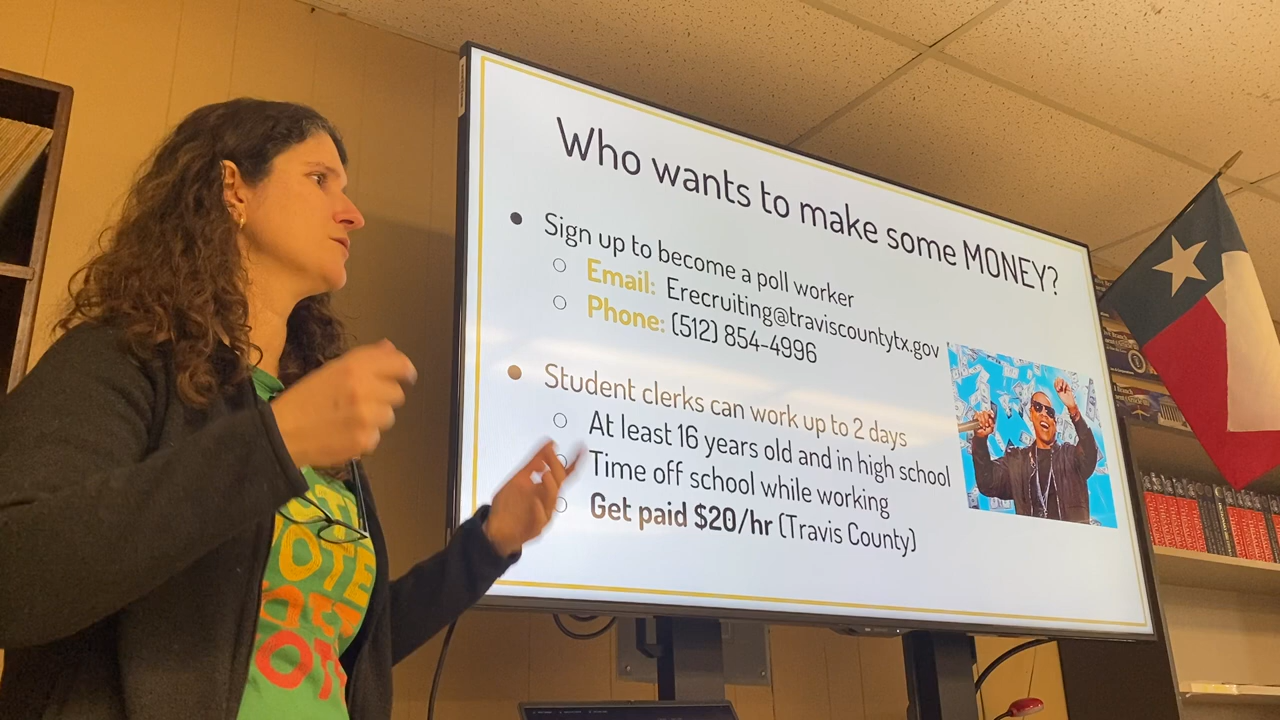 Who wants to make some MONEY?
Sign up to become a poll worker
Email: Erecruiting@traviscountytx.gov
Phone: (512) 854-4996
Student clerks can work up to 2 days
At least 16 years old and in high school
Time off school while working
Get paid $20/hr (Travis County)
OTE